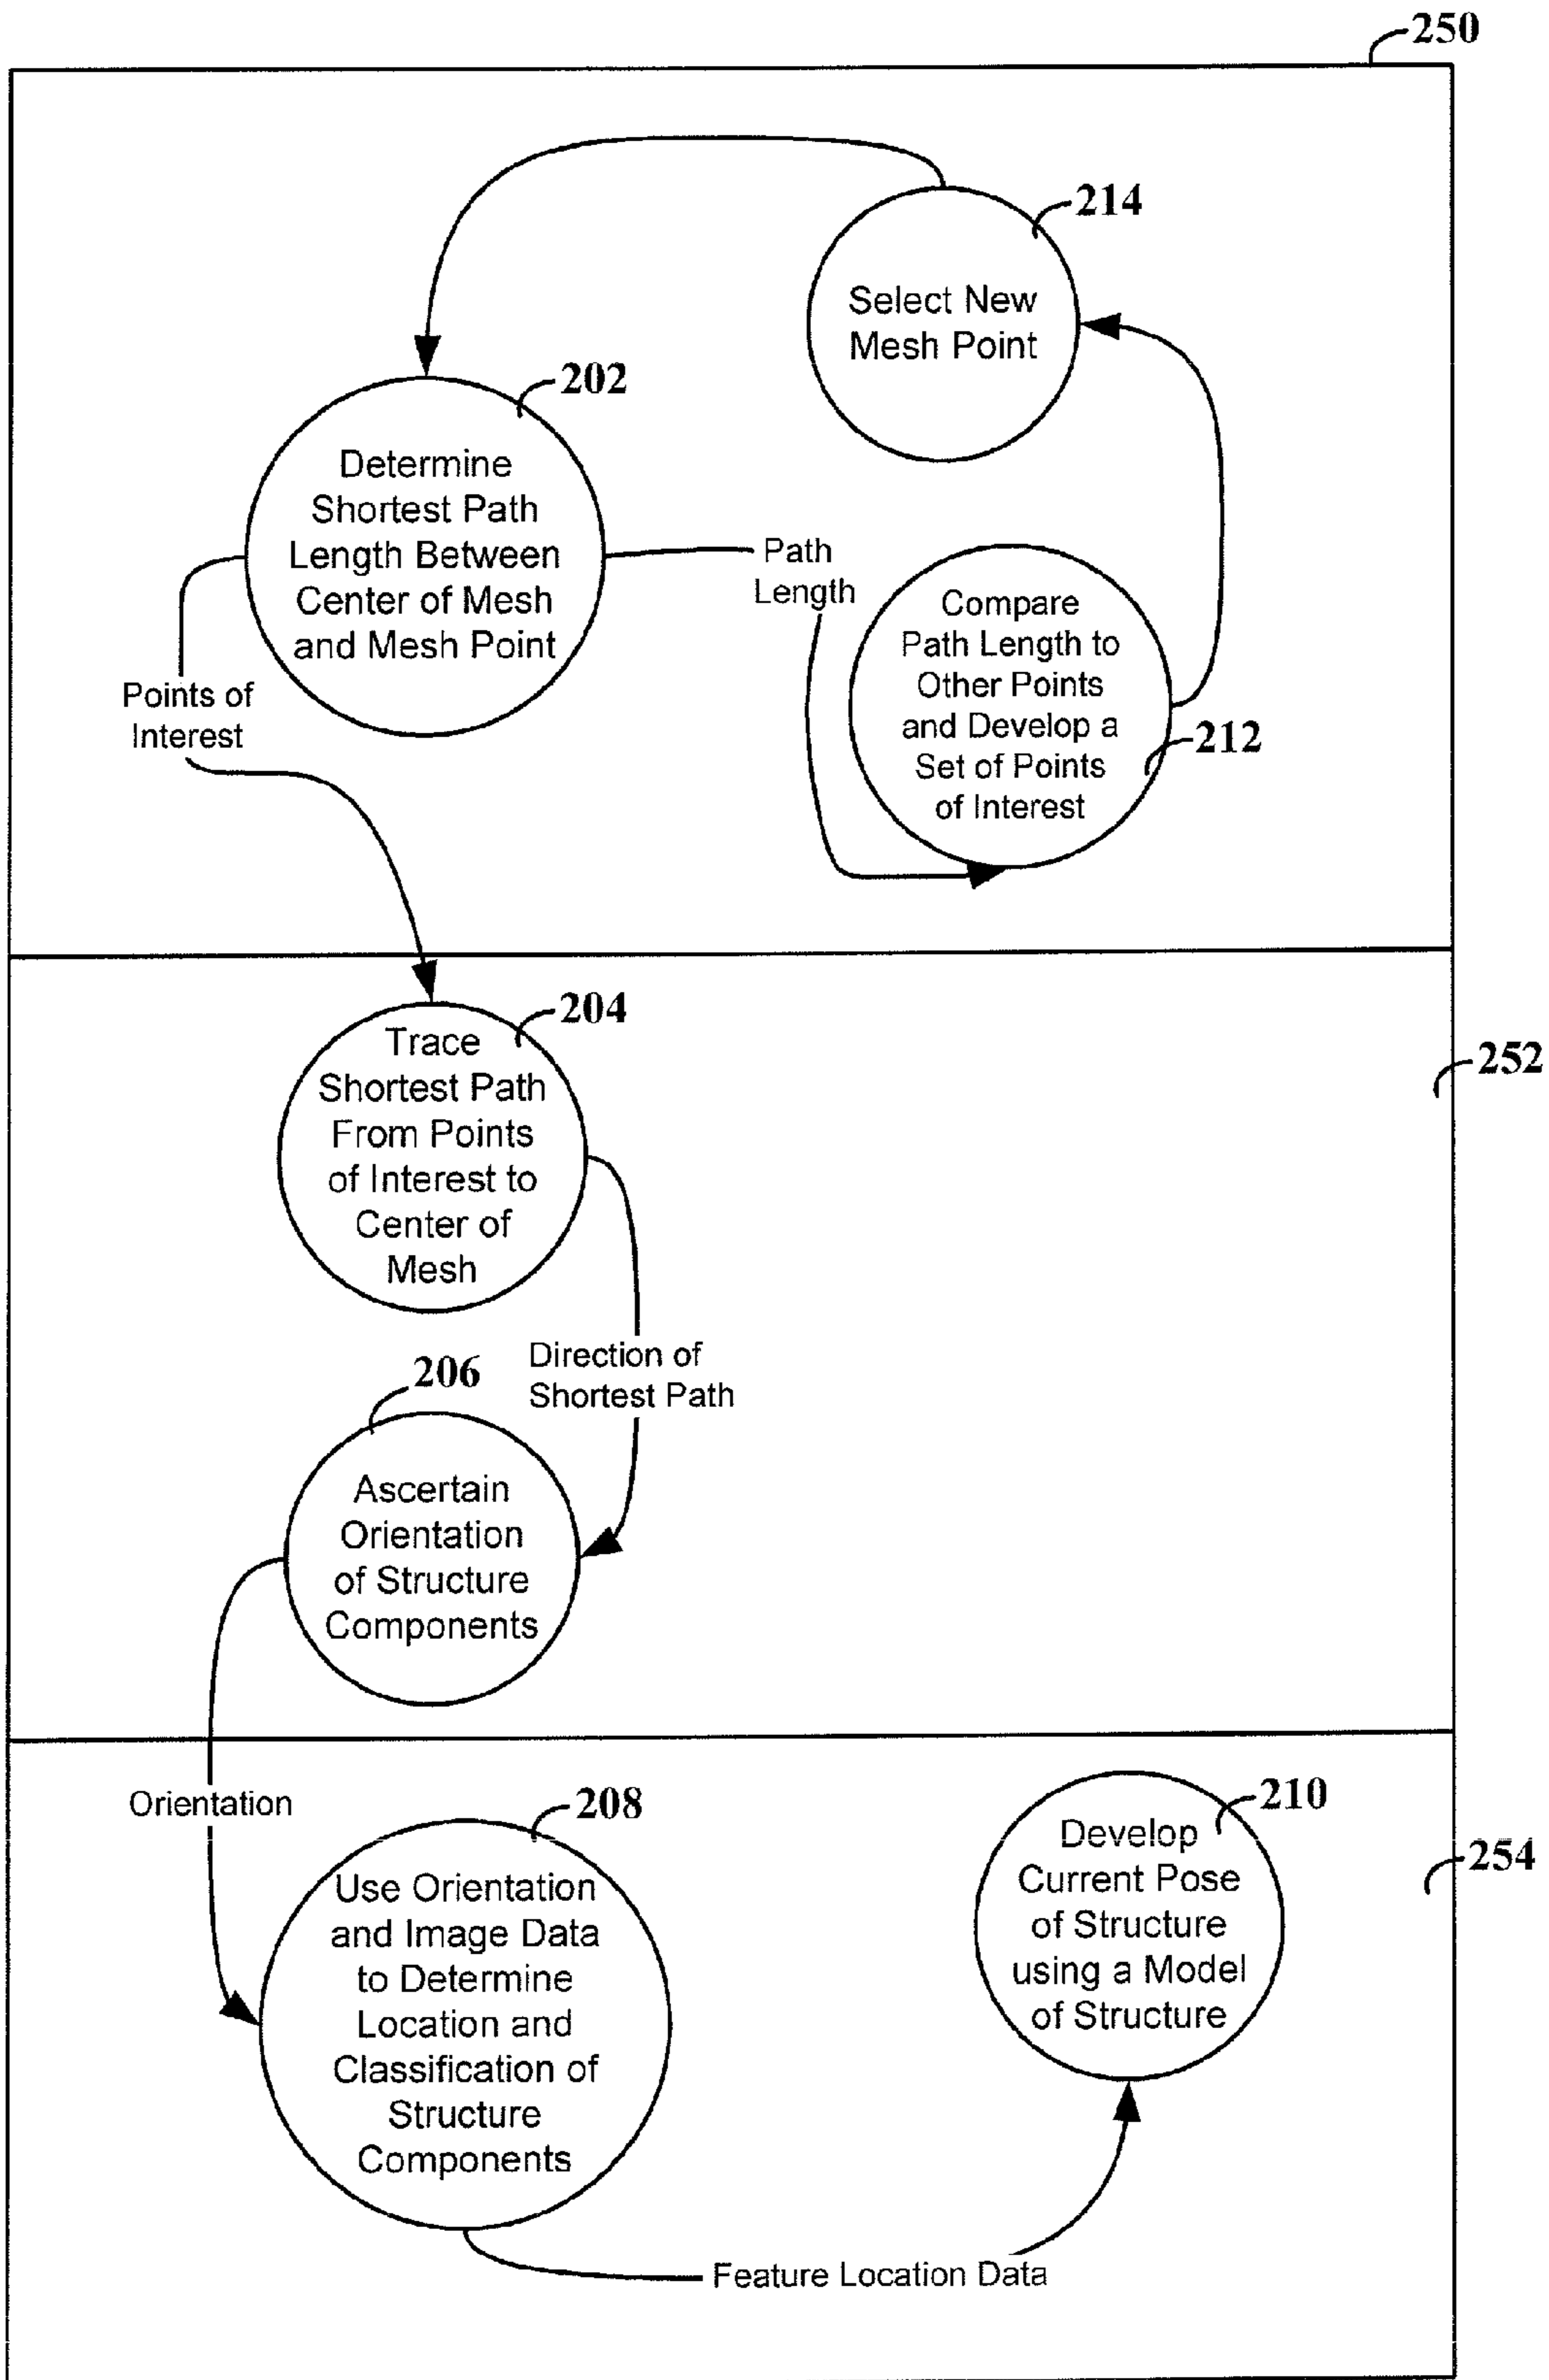 250
214
Select New
Mesh Point
202
Determine
Shortest Path
Length Between
Center of Mesh
and Mesh Point
Path
Length
Compare
Path Length to
Other Points
and Develop a
Set of Points
of Interest
212
Points of
Interest
204
Trace
Shortest Path
From Points
of Interest to
Center of
Mesh
252
Direction of
Shortest Path
206
Ascertain
Orientation
of Structure
Components
Orientation
208
Use Orientation
and Image Data
to Determine
Location and
Classification of
Structure
Components
210
Develop
Current Pose
of Structure
using a Model
of Structure
254
Feature Location Data